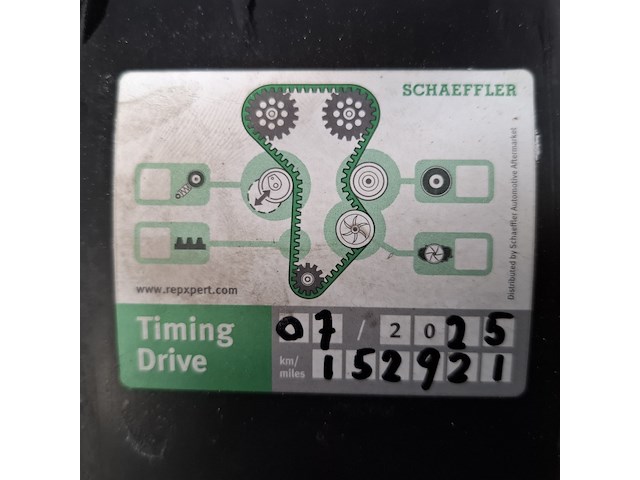 SCHAEFFLER
Distributed by Schaeffler Automotive Aftermarket
www.repxpert.com
Timing Drive
07 / 2025
km/miles 152921